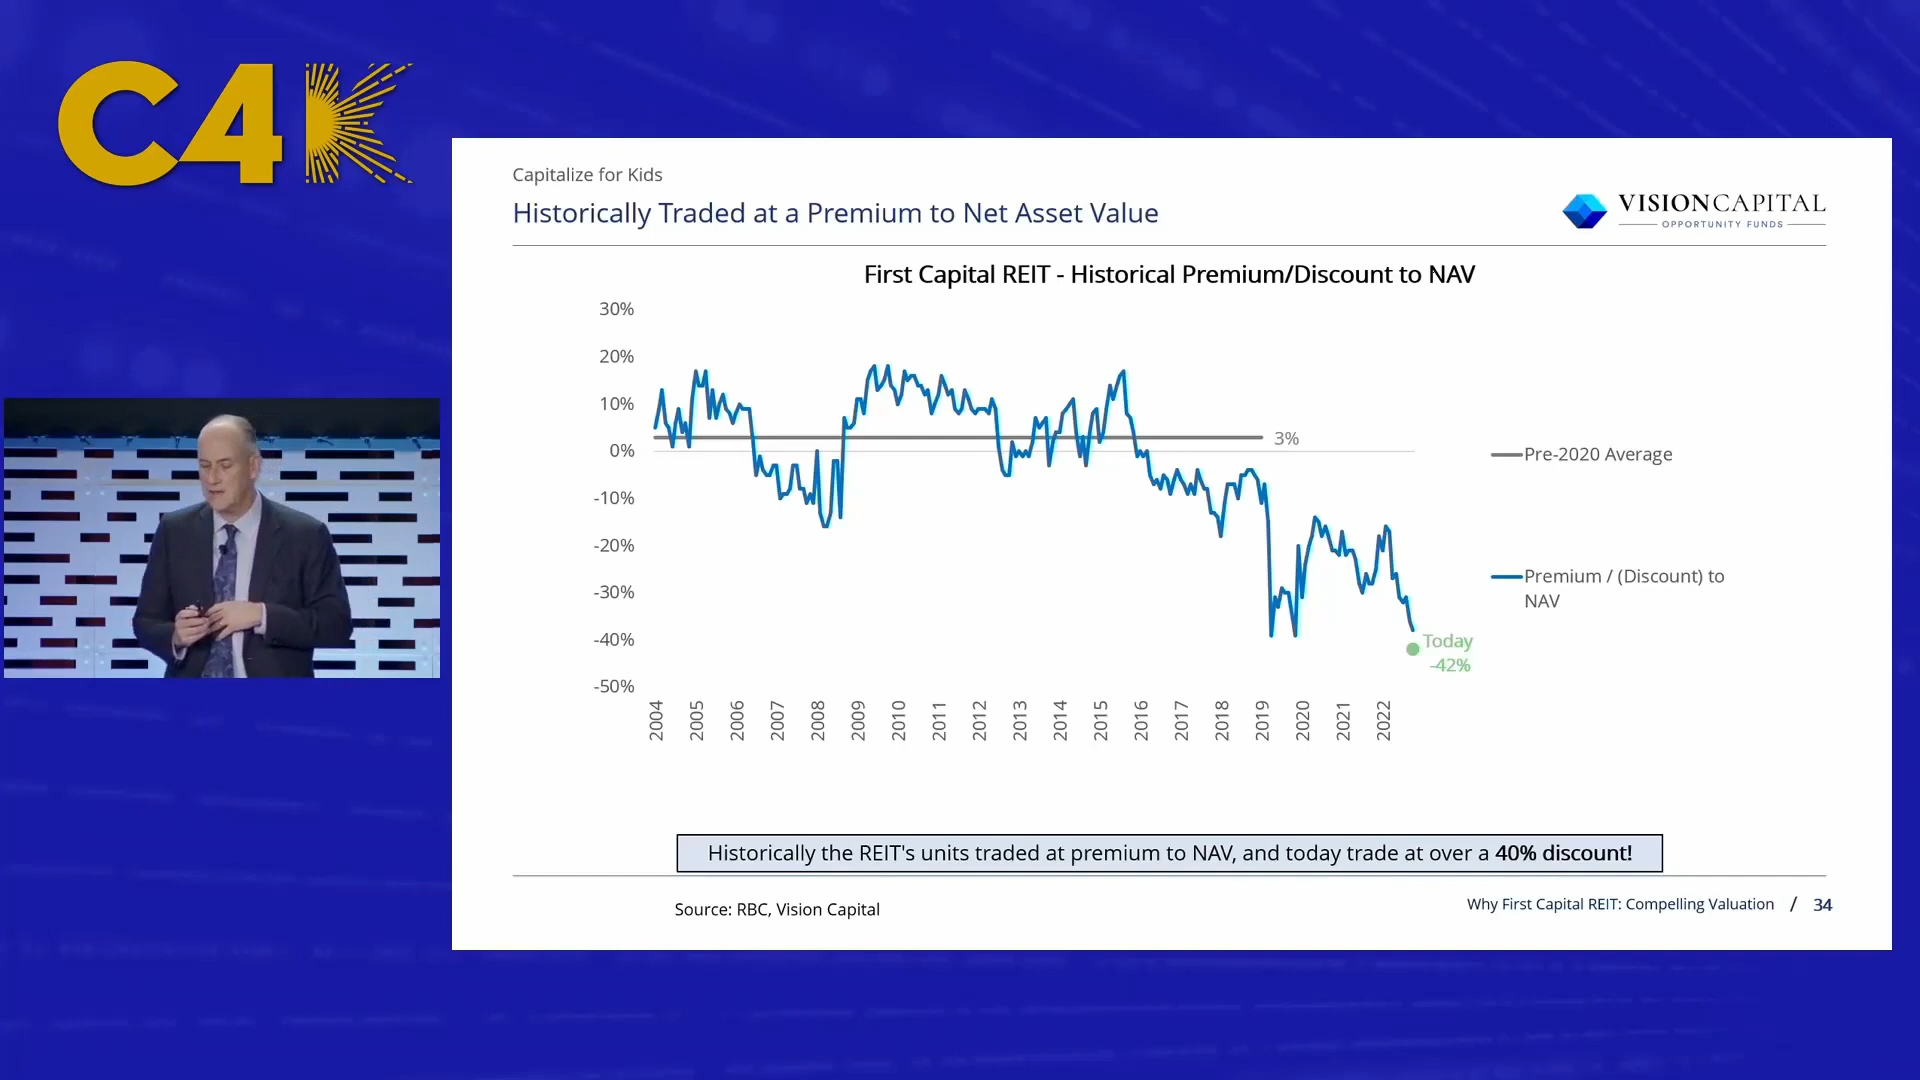 C4K
Capitalize for Kids
Historically Traded at a Premium to Net Asset Value
VISIONCAPITAL
OPPORTUNITY FUNDS
First Capital REIT - Historical Premium/Discount to NAV
30%
20%
10%
0%
-10%
-20%
-30%
-40%
-50%
3%
Today
-42%
2004 2005 2006 2007 2008 2009 2010 2011 2012 2013 2014 2015 2016 2017 2018 2019 2020 2021 2022
Pre-2020 Average
Premium / (Discount) to
NAV
Historically the REIT's units traded at premium to NAV, and today trade at over a 40% discount!
Source: RBC, Vision Capital
Why First Capital REIT: Compelling Valuation / 34